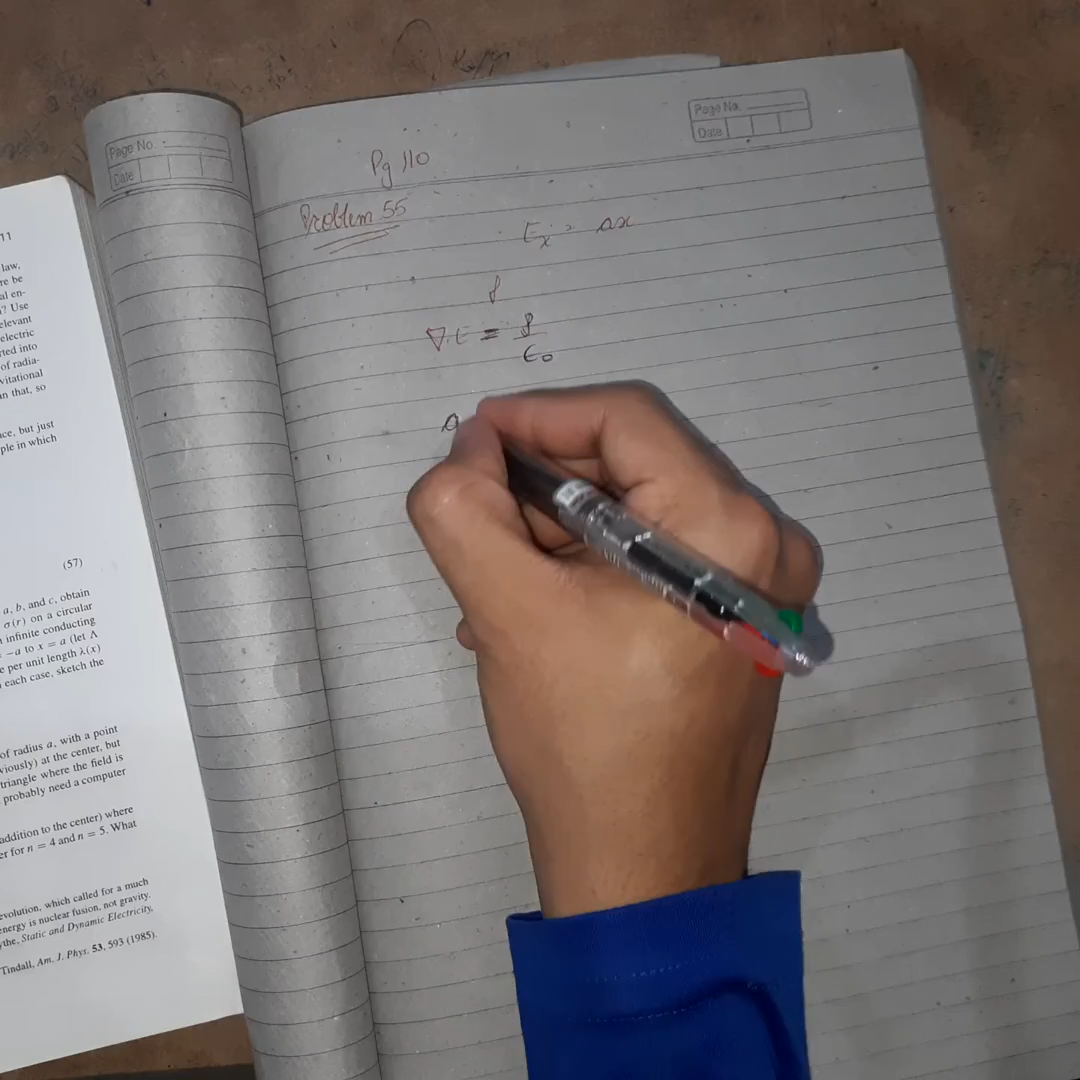 11
law,
re be
al en-
? Use
elevant
electric
rted into
of radia-
vitational
n that, so
ce, but just
ple in which
(57)
a, b, and c, obtain
σ(r) on a circular
infinite conducting
−a to x = a (let Λ
e per unit length λ(x)
each case, sketch the
of radius a, with a point
viously) at the center, but
triangle where the field is
probably need a computer
addition to the center) where
er for n = 4 and n = 5. What
evolution, which called for a much
energy is nuclear fusion, not gravity.
ythe, Static and Dynamic Electricity,
Tindall, Am. J. Phys. 53, 593 (1985).
Page No. -
Date
Page No.
Date
Pg 110
Problem 55
Eₓ = ax
ρ
∇·E = ρ/ε₀
a